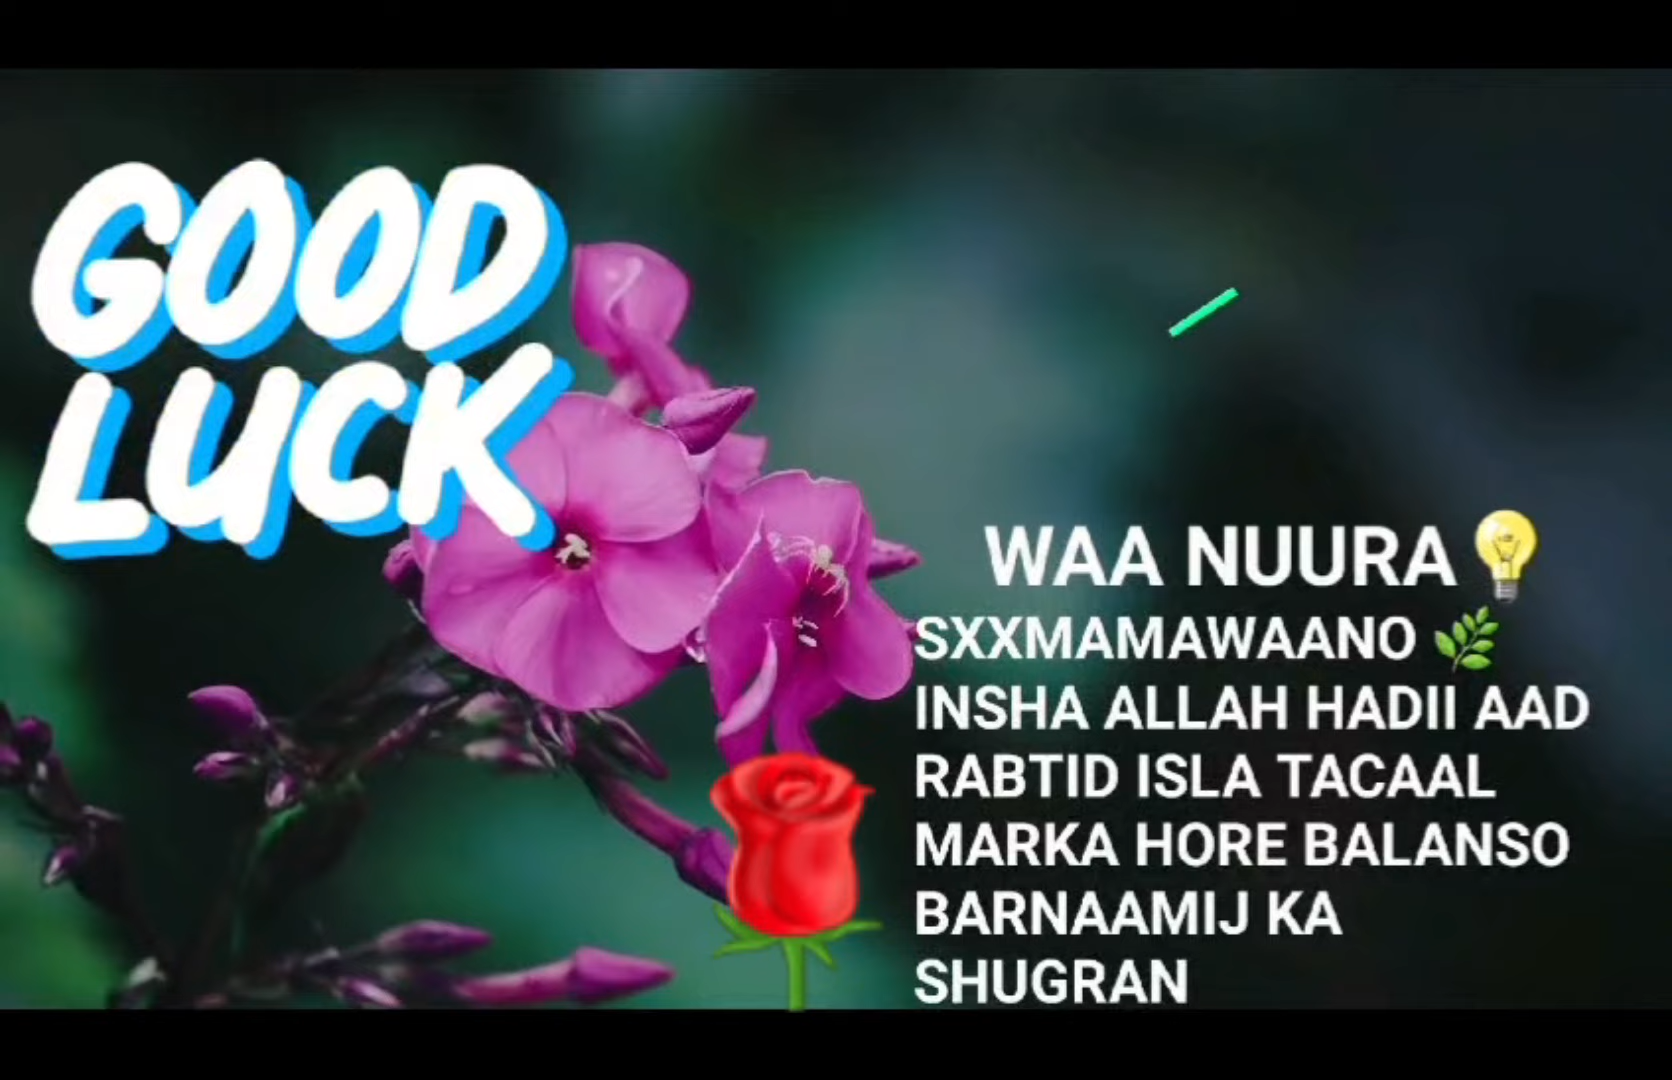 GOOD
LUCK
WAA NUURA💡
SXXMAMAWAANO 🌿
INSHA ALLAH HADII AAD
RABTID ISLA TACAAL
MARKA HORE BALANSO
BARNAAMIJ KA
SHUGRAN